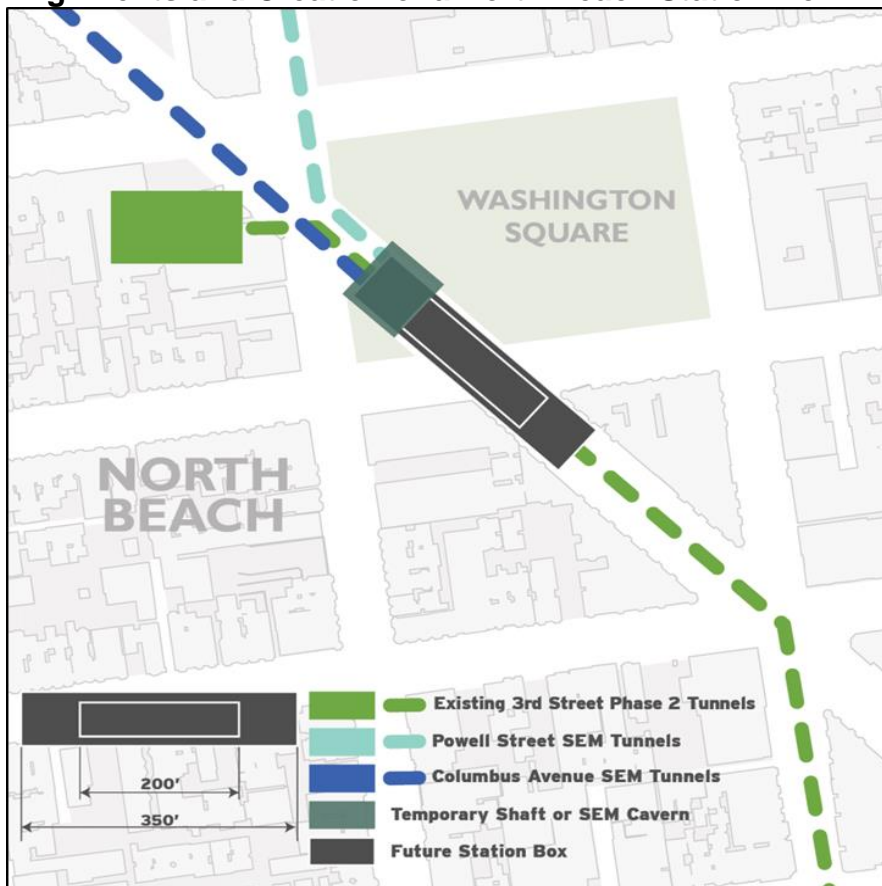 WASHINGTON
SQUARE
NORTH
BEACH
Existing 3rd Street Phase 2 Tunnels
Powell Street SEM Tunnels
Columbus Avenue SEM Tunnels
Temporary Shaft or SEM Cavern
Future Station Box
200'
350'